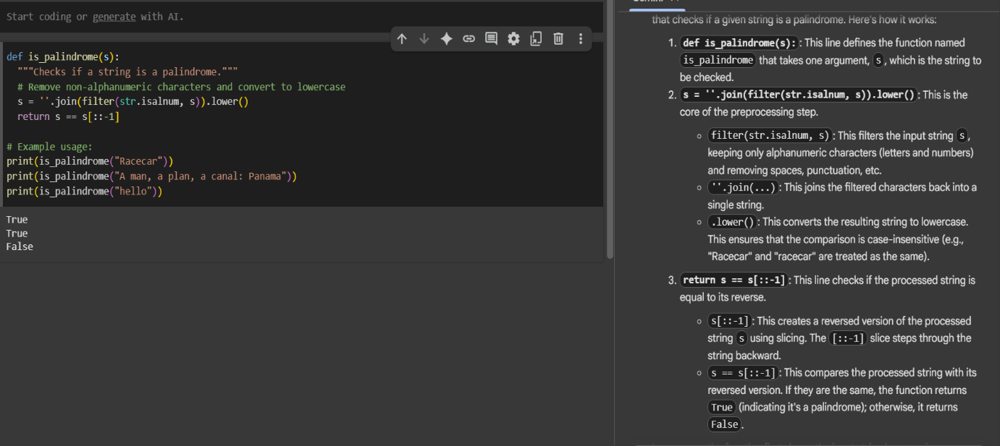 Start coding or generate with AI.
def is_palindrome(s):
"""Checks if a string is a palindrome."""
# Remove non-alphanumeric characters and convert to lowercase
s = ''.join(filter(str.isalnum, s)).lower()
return s == s[::-1]
# Example usage:
print(is_palindrome("Racecar"))
print(is_palindrome("A man, a plan, a canal: Panama"))
print(is_palindrome("hello"))
True
True
False
that checks if a given string is a palindrome. Here's how it works:
1. def is_palindrome(s): : This line defines the function named
is_palindrome that takes one argument, s , which is the string to
be checked.
2. s = ''.join(filter(str.isalnum, s)).lower() : This is the
core of the preprocessing step.
○ filter(str.isalnum, s) : This filters the input string s ,
keeping only alphanumeric characters (letters and numbers)
and removing spaces, punctuation, etc.
○ ''.join(...) : This joins the filtered characters back into a
single string.
○ .lower() : This converts the resulting string to lowercase.
This ensures that the comparison is case-insensitive (e.g.,
"Racecar" and "racecar" are treated as the same).
3. return s == s[::-1] : This line checks if the processed string is
equal to its reverse.
○ s[::-1] : This creates a reversed version of the processed
string s using slicing. The [::-1] slice steps through the
string backward.
○ s == s[::-1] : This compares the processed string with its
reversed version. If they are the same, the function returns
True (indicating it's a palindrome); otherwise, it returns
False .